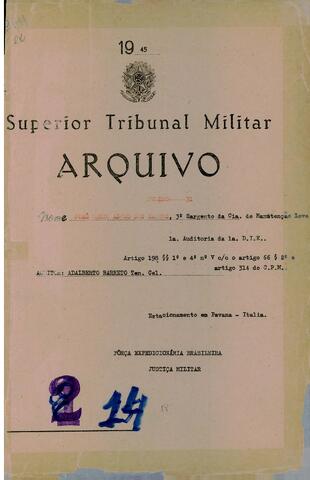 19 45
Superior Tribunal Militar
ARQUIVO
31
Nome , 3º Sargento da Cia. de Manutenção Leve
1a. Auditoria da 1a. D.I.E..
Artigo 198 §§ 1º e 4º nº V c/c o artigo 66 § 2º e
artigo 314 do C.P.M..
ADALBERTO BARRETO Ten. Cel.
Estacionamento em Pavana - Italia.
FÔRÇA EXPEDICIONÁRIA BRASILEIRA
JUSTIÇA MILITAR
2 14